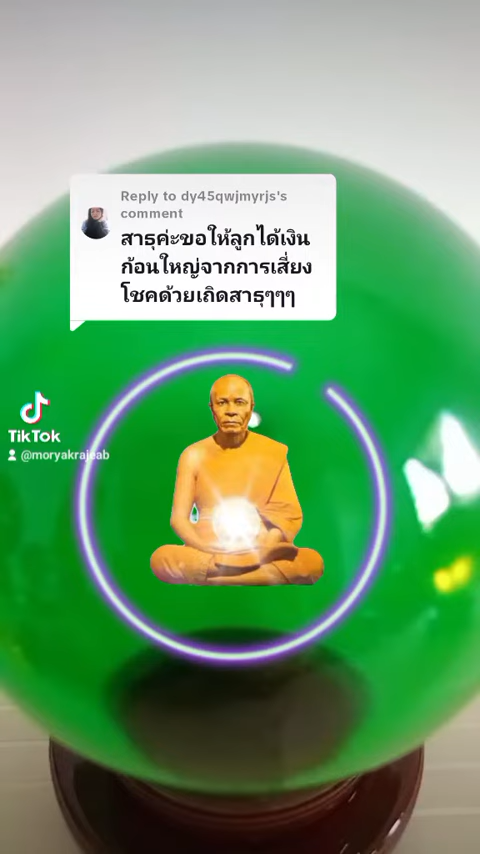 Reply to dy45qwjmyrjs's
comment
สาธุค่ะขอให้ลูกได้เงิน
ก้อนใหญ่จากการเสี่ยง
โชคด้วยเถิดสาธุๆๆๆ
TikTok
@moryakrajeab